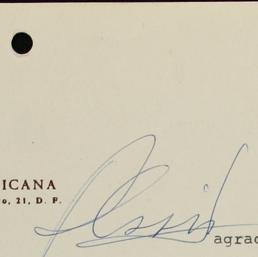 ICANA
o, 21, D. F.
agrad